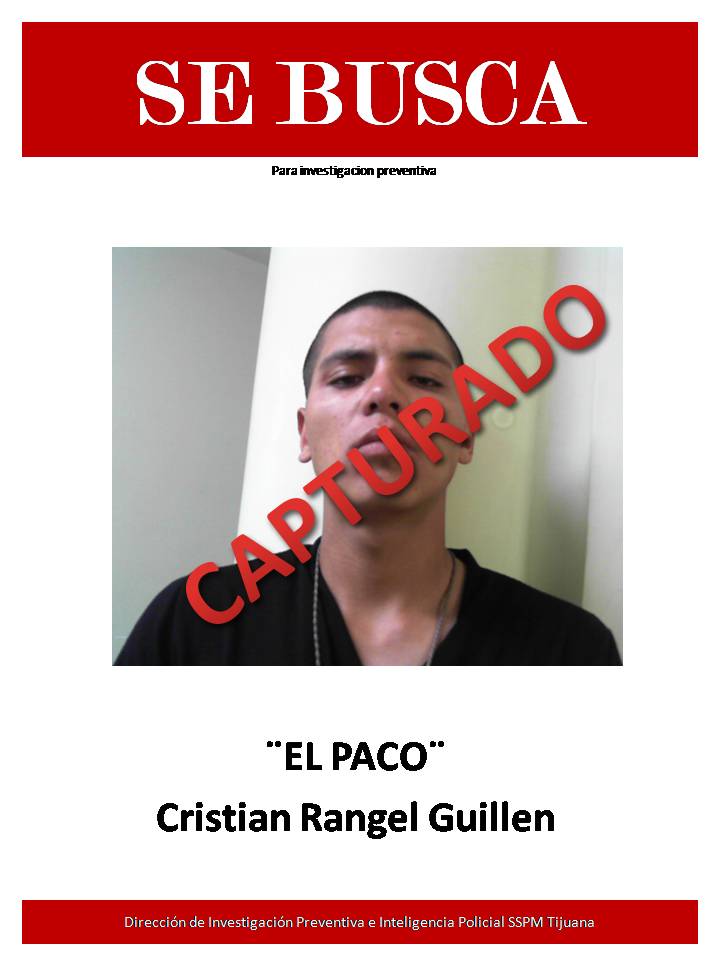 SE BUSCA
Para investigacion preventiva
CAPTURADO
¨EL PACO¨
Cristian Rangel Guillen
Dirección de Investigación Preventiva e Inteligencia Policial SSPM Tijuana